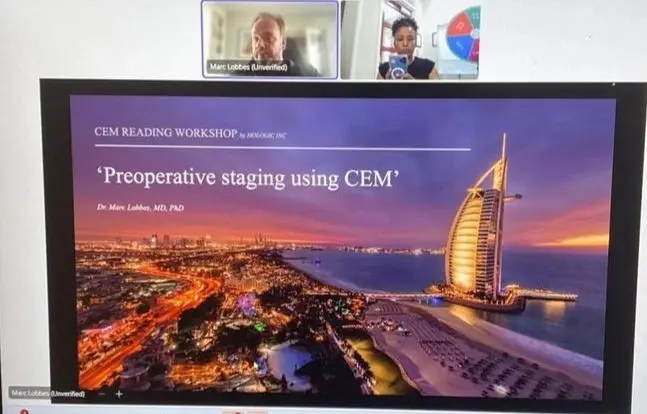 Marc Lobbes (Unverified)
CEM READING WORKSHOP by HOLOGIC INC
'Preoperative staging using CEM'
Dr. Marc Lobbes, MD, PhD
Marc Lobbes (Unverified)